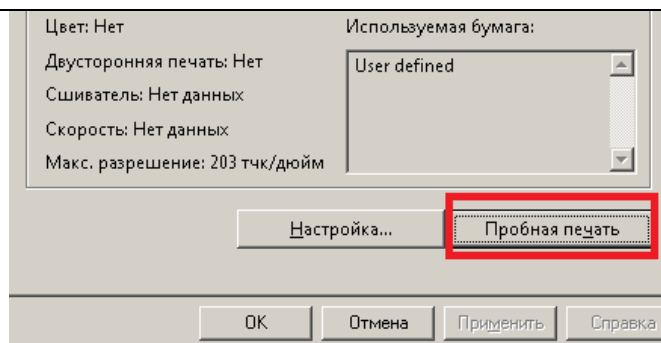 Цвет: Нет
Используемая бумага:
Двусторонняя печать: Нет
User defined
Сшиватель: Нет данных
Скорость: Нет данных
Макс. разрешение: 203 тчк/дюйм
Настройка...
Пробная печать
OK
Отмена
Применить
Справка